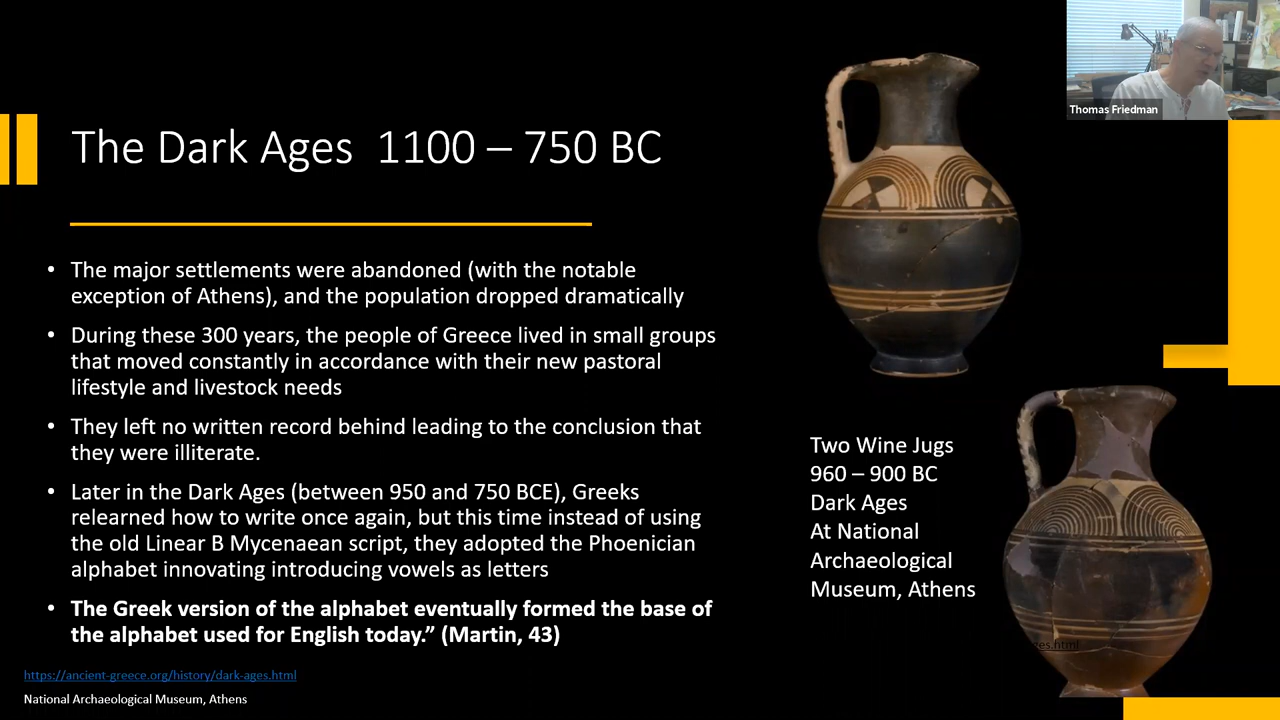 Thomas Friedman
The Dark Ages 1100 – 750 BC
• The major settlements were abandoned (with the notable
exception of Athens), and the population dropped dramatically
• During these 300 years, the people of Greece lived in small groups
that moved constantly in accordance with their new pastoral
lifestyle and livestock needs
• They left no written record behind leading to the conclusion that
they were illiterate.
• Later in the Dark Ages (between 950 and 750 BCE), Greeks
relearned how to write once again, but this time instead of using
the old Linear B Mycenaean script, they adopted the Phoenician
alphabet innovating introducing vowels as letters
• The Greek version of the alphabet eventually formed the base of
the alphabet used for English today.” (Martin, 43)
Two Wine Jugs
960 – 900 BC
Dark Ages
At National
Archaeological
Museum, Athens
https://ancient-greece.org/history/dark-ages.html
National Archaeological Museum, Athens